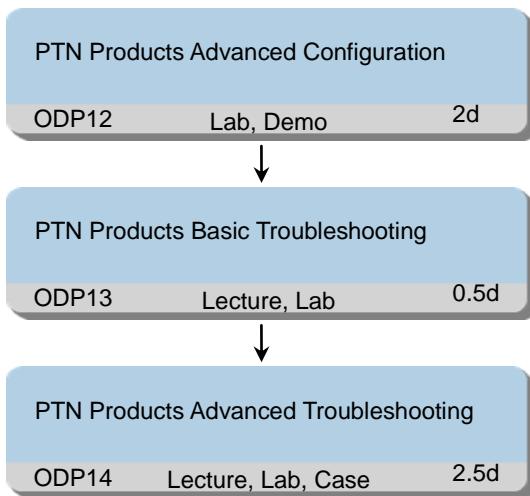 PTN Products Advanced Configuration
ODP12 Lab, Demo 2d
PTN Products Basic Troubleshooting
ODP13 Lecture, Lab 0.5d
PTN Products Advanced Troubleshooting
ODP14 Lecture, Lab, Case 2.5d